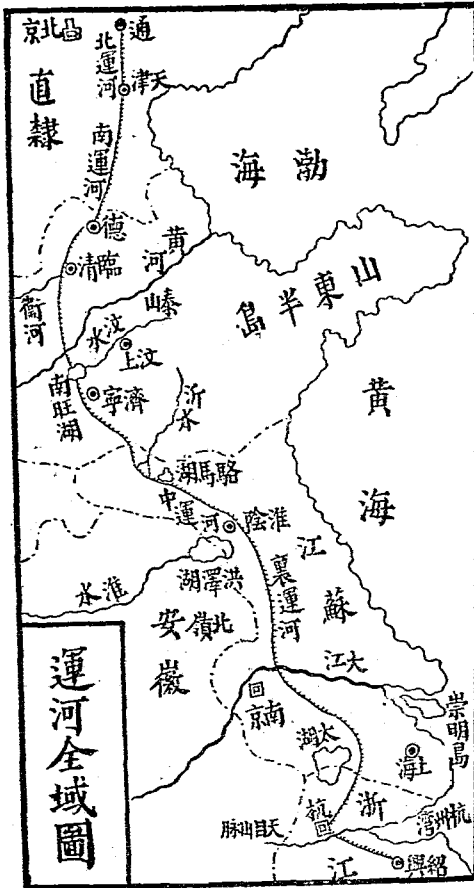 北京
通
北運河
天津
直隸
南運河
渤海
德
臨清
黃河
泰山
山東半島
衞河
汶水
汶上
南旺湖
濟寧
沂水
黃海
駱馬湖
中運河
淮陰
江蘇
裏運河
洪澤湖
淮水
北嶺
安徽
大江
南京
崇明島
太湖
上海
杭
浙江
杭州灣
天目山脉
紹興
運河全域圖